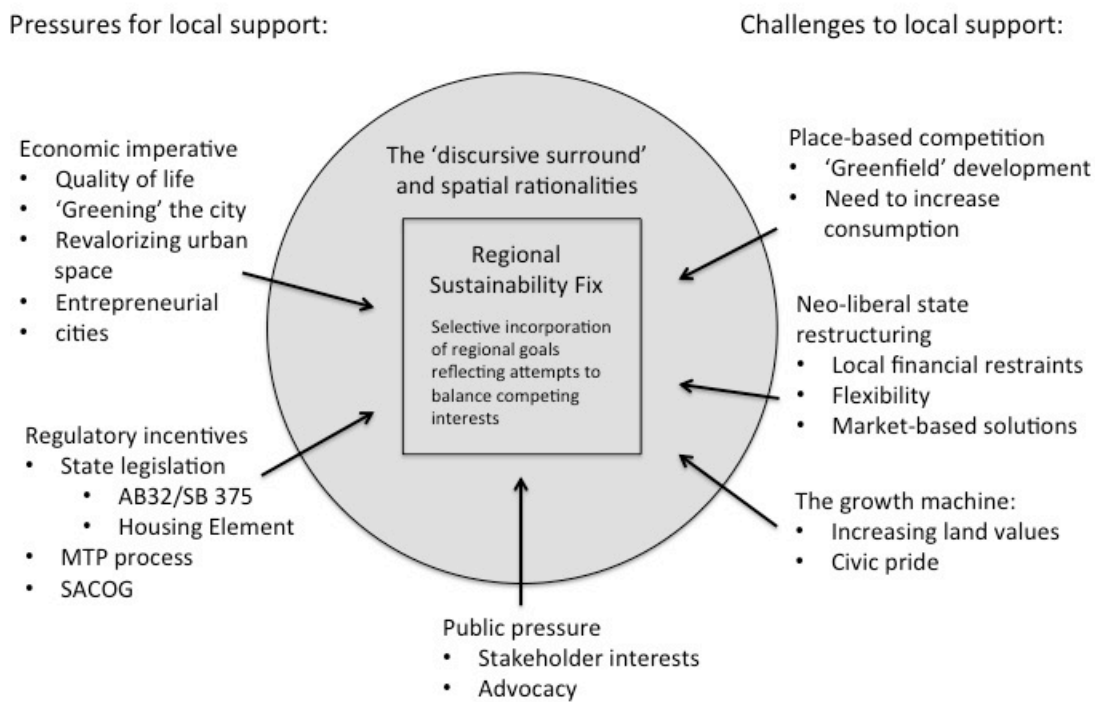 Pressures for local support:
Challenges to local support:
Economic imperative
• Quality of life
• ‘Greening’ the city
• Revalorizing urban
space
• Entrepreneurial
• cities
Regulatory incentives
• State legislation
• AB32/SB 375
• Housing Element
• MTP process
• SACOG
The ‘discursive surround’
and spatial rationalities
Regional
Sustainability Fix
Selective incorporation
of regional goals
reflecting attempts to
balance competing
interests
Public pressure
• Stakeholder interests
• Advocacy
Place-based competition
• ‘Greenfield’ development
• Need to increase
consumption
Neo-liberal state
restructuring
• Local financial restraints
• Flexibility
• Market-based solutions
The growth machine:
• Increasing land values
• Civic pride